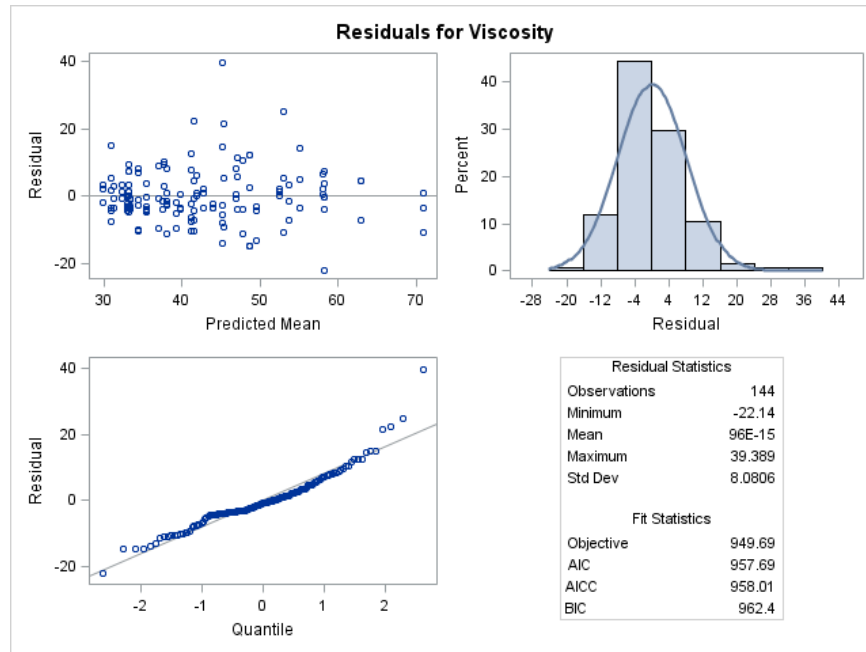 Residuals for Viscosity
40
20
0
-20
Residual
30 40 50 60 70
Predicted Mean
40
30
20
10
0
Percent
-28 -20 -12 -4 4 12 20 28 36 44
Residual
40
20
0
-20
Residual
-2 -1 0 1 2
Quantile
Residual Statistics
Observations 144
Minimum -22.14
Mean 96E-15
Maximum 39.389
Std Dev 8.0806
Fit Statistics
Objective 949.69
AIC 957.69
AICC 958.01
BIC 962.4